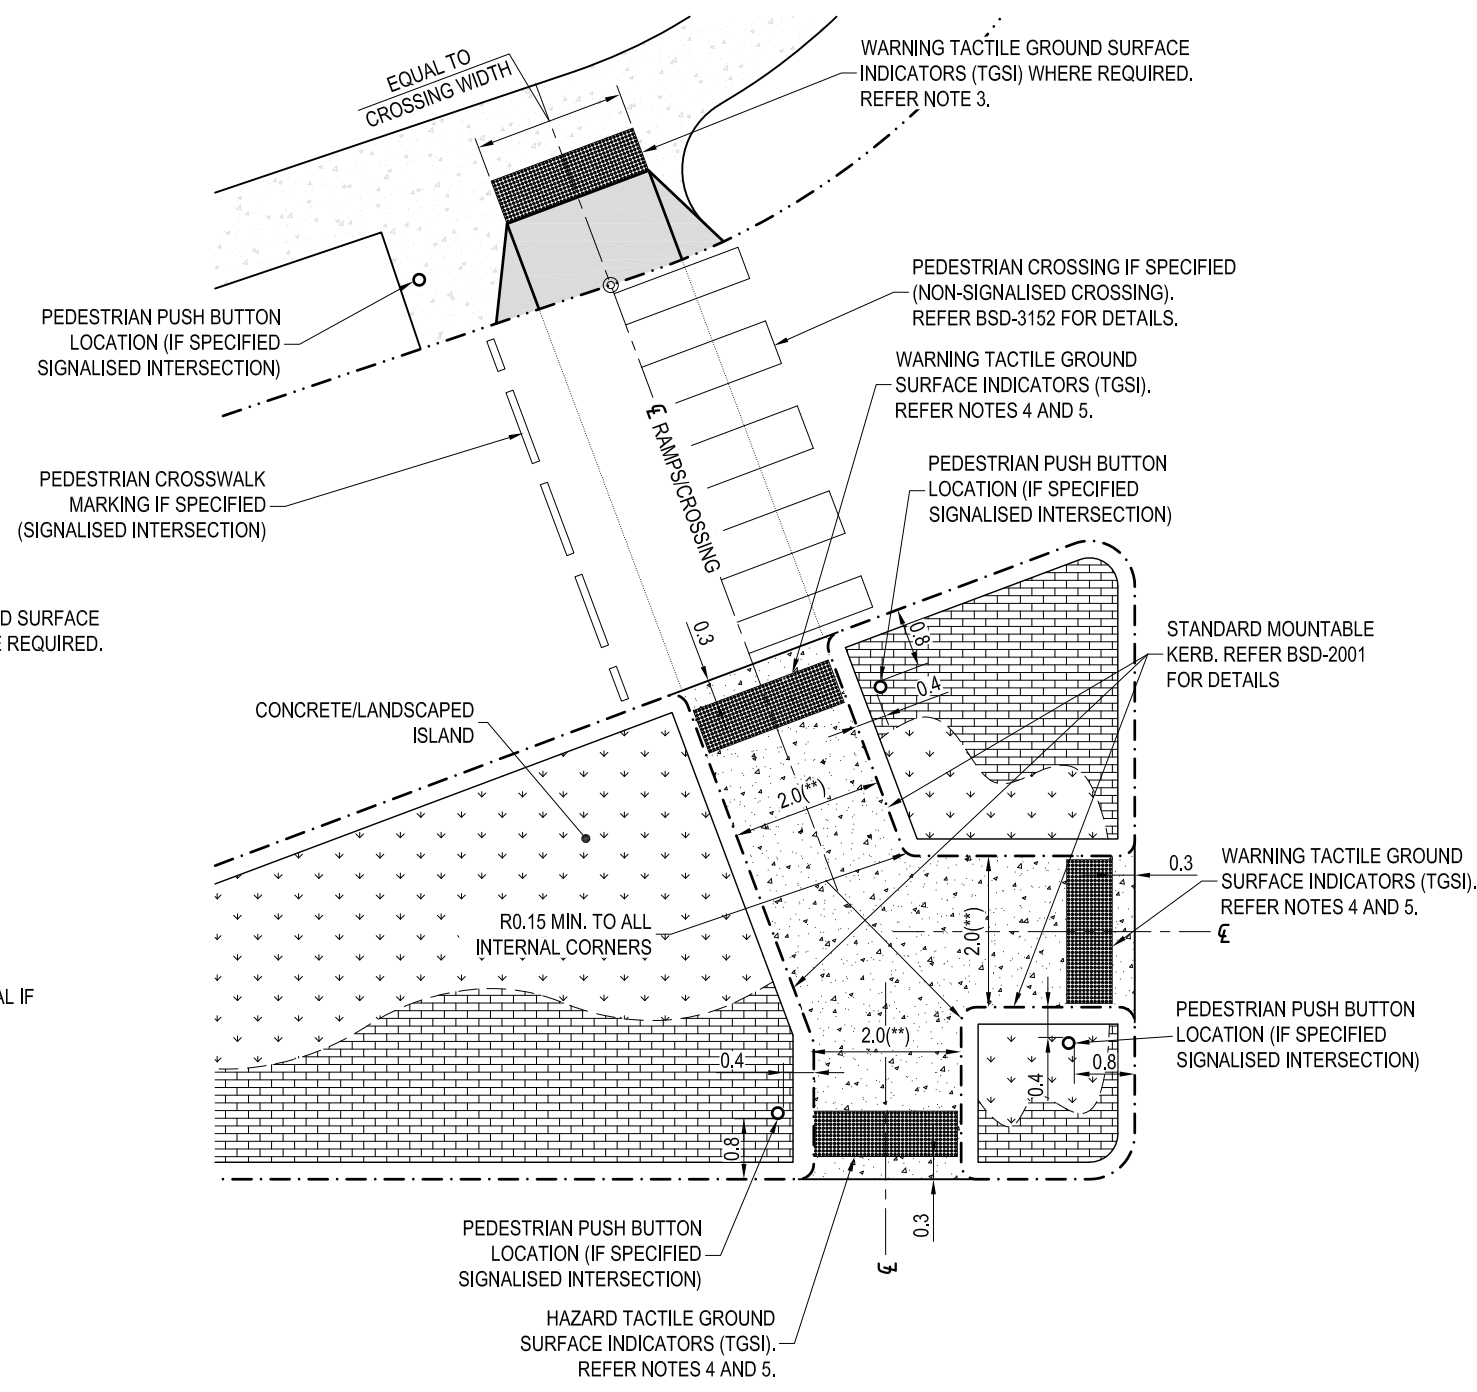 EQUAL TO
CROSSING WIDTH
WARNING TACTILE GROUND SURFACE
INDICATORS (TGSI) WHERE REQUIRED.
REFER NOTE 3.
PEDESTRIAN CROSSING IF SPECIFIED
(NON-SIGNALISED CROSSING).
REFER BSD-3152 FOR DETAILS.
PEDESTRIAN PUSH BUTTON
LOCATION (IF SPECIFIED
SIGNALISED INTERSECTION)
WARNING TACTILE GROUND
SURFACE INDICATORS (TGSI).
REFER NOTES 4 AND 5.
℄ RAMPS/CROSSING
PEDESTRIAN CROSSWALK
MARKING IF SPECIFIED
(SIGNALISED INTERSECTION)
PEDESTRIAN PUSH BUTTON
LOCATION (IF SPECIFIED
SIGNALISED INTERSECTION)
D SURFACE
E REQUIRED.
0.3
0.8
0.4
STANDARD MOUNTABLE
KERB. REFER BSD-2001
FOR DETAILS
CONCRETE/LANDSCAPED
ISLAND
2.0(**)
R0.15 MIN. TO ALL
INTERNAL CORNERS
2.0(**)
0.3
WARNING TACTILE GROUND
SURFACE INDICATORS (TGSI).
REFER NOTES 4 AND 5.
℄
AL IF
2.0(**)
0.4
0.8
0.4
0.8
PEDESTRIAN PUSH BUTTON
LOCATION (IF SPECIFIED
SIGNALISED INTERSECTION)
0.3
℄
PEDESTRIAN PUSH BUTTON
LOCATION (IF SPECIFIED
SIGNALISED INTERSECTION)
HAZARD TACTILE GROUND
SURFACE INDICATORS (TGSI).
REFER NOTES 4 AND 5.